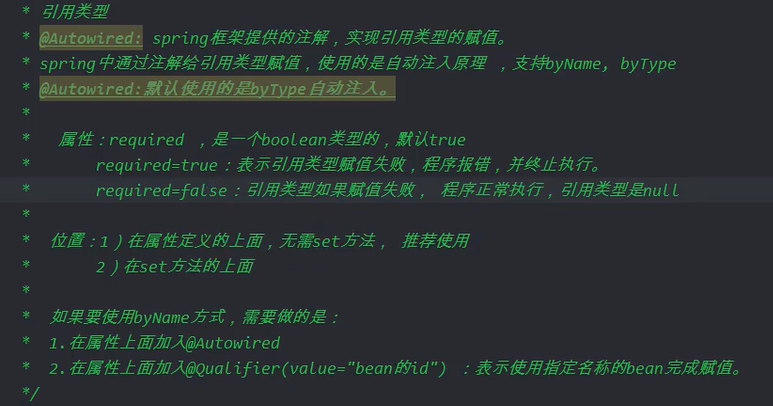 * 引用类型
* @Autowired: spring框架提供的注解，实现引用类型的赋值。
* spring中通过注解给引用类型赋值，使用的是自动注入原理 ，支持byName, byType
* @Autowired:默认使用的是byType自动注入。
*
*  属性：required ，是一个boolean类型的，默认true
*      required=true：表示引用类型赋值失败，程序报错，并终止执行。
*      required=false：引用类型如果赋值失败， 程序正常执行，引用类型是null
*
*  位置：1）在属性定义的上面，无需set方法， 推荐使用
*      2）在set方法的上面
*
*  如果要使用byName方式，需要做的是：
*  1.在属性上面加入@Autowired
*  2.在属性上面加入@Qualifier(value="bean的id") ：表示使用指定名称的bean完成赋值。
*/